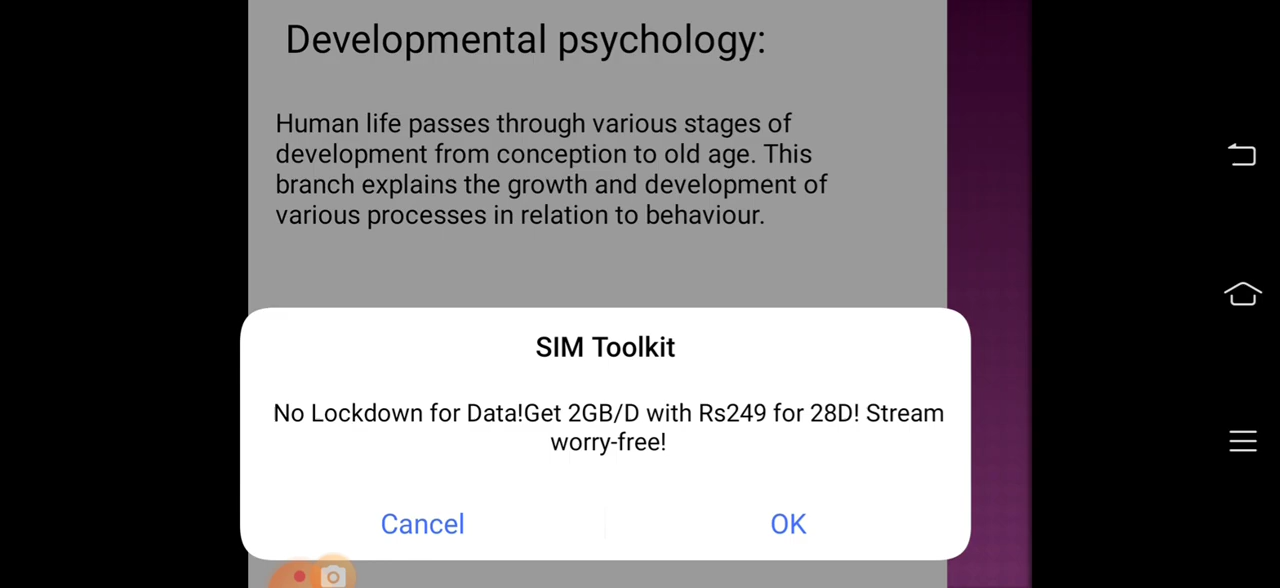 Developmental psychology:
Human life passes through various stages of
development from conception to old age. This
branch explains the growth and development of
various processes in relation to behaviour.
SIM Toolkit
No Lockdown for Data!Get 2GB/D with Rs249 for 28D! Stream
worry-free!
Cancel
OK